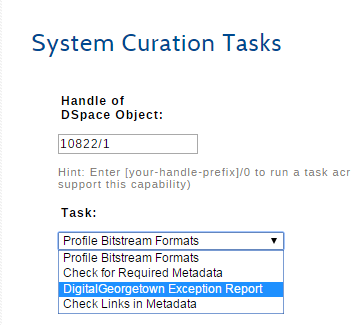 System Curation Tasks
Handle of
DSpace Object:
10822/1
Hint: Enter [your-handle-prefix]/0 to run a task acr
support this capability)
Task:
Profile Bitstream Formats
Profile Bitstream Formats
Check for Required Metadata
DigitalGeorgetown Exception Report
Check Links in Metadata